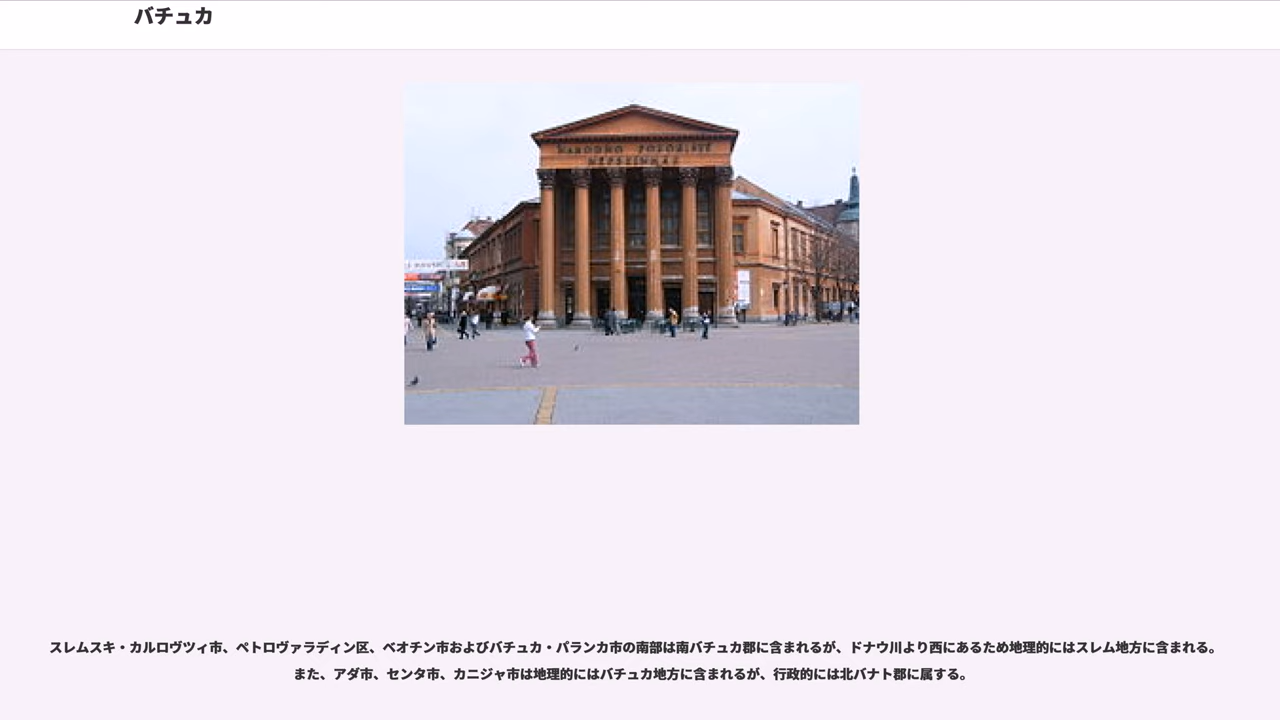 バチュカ
NARODNO POZORIŠTE
NÉPSZINHÁZ
スレムスキ・カルロヴツィ市、ペトロヴァラディン区、ベオチン市およびバチュカ・パランカ市の南部は南バチュカ郡に含まれるが、ドナウ川より西にあるため地理的にはスレム地方に含まれる。
また、アダ市、センタ市、カニジャ市は地理的にはバチュカ地方に含まれるが、行政的には北バナト郡に属する。